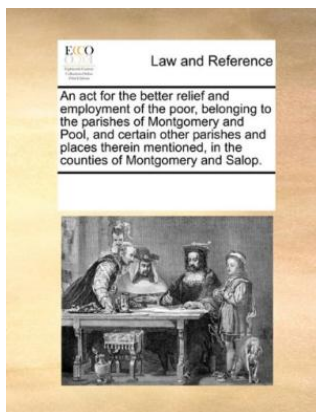 ECCO
Law and Reference
An act for the better relief and
employment of the poor, belonging to
the parishes of Montgomery and
Pool, and certain other parishes and
places therein mentioned, in the
counties of Montgomery and Salop.